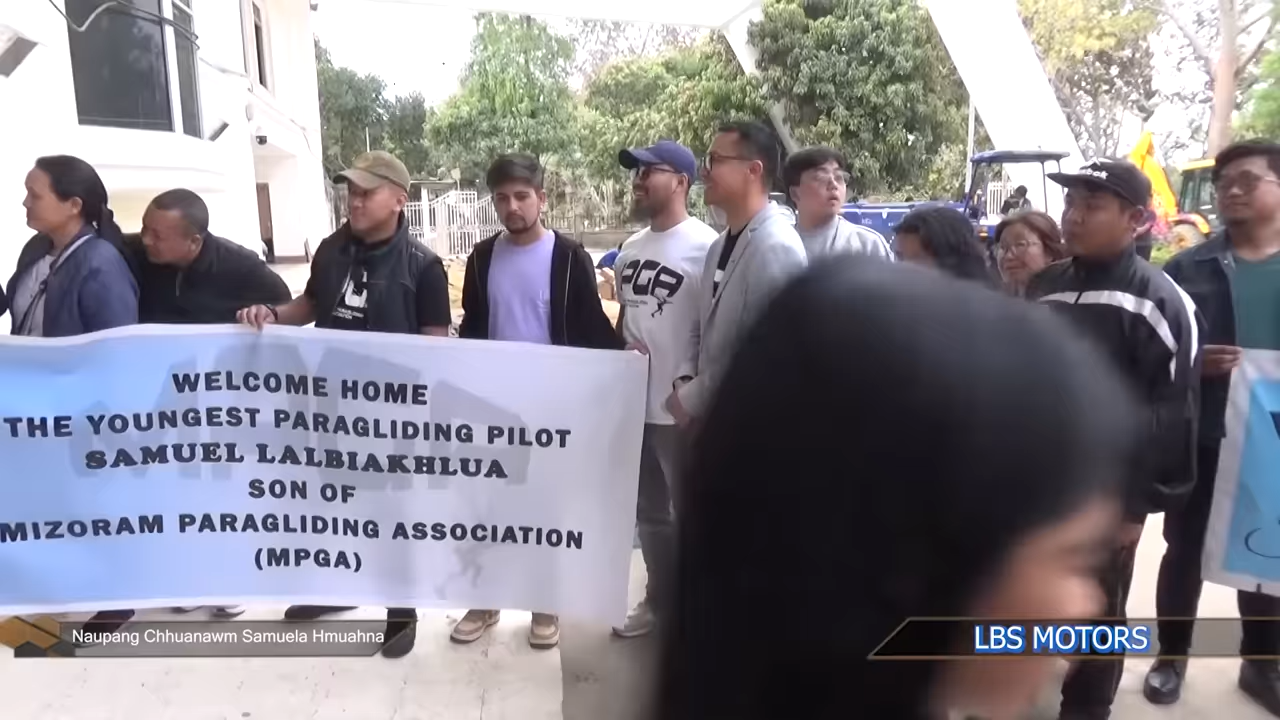 WELCOME HOME
THE YOUNGEST PARAGLIDING PILOT
SAMUEL LALBIAKHLUA
SON OF
MIZORAM PARAGLIDING ASSOCIATION
(MPGA)
PGA
Naupang Chhuanawm Samuela Hmuahna
LBS MOTORS